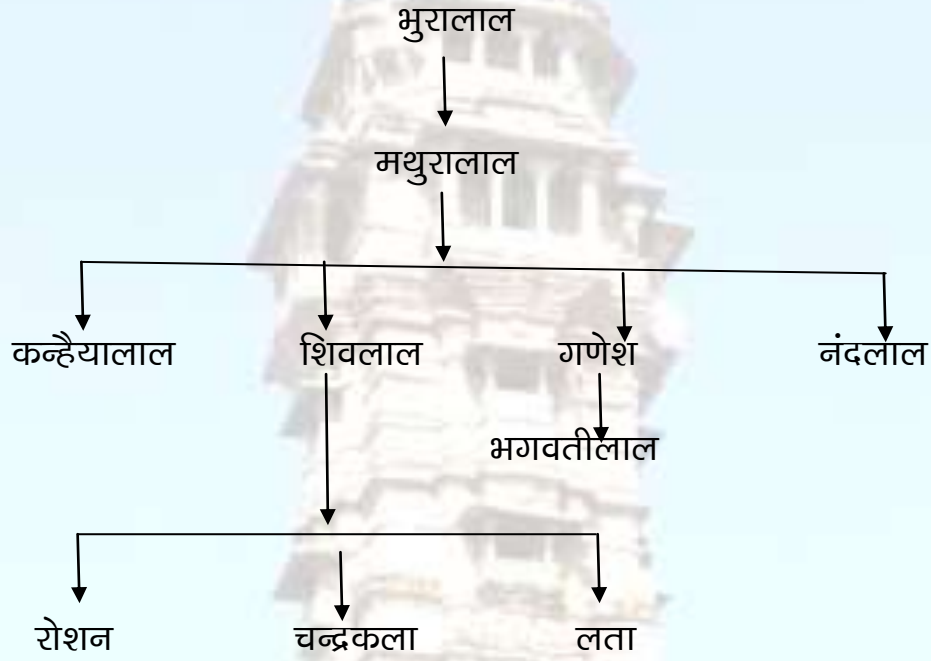 भुरालाल
मथुरालाल
कन्हैयालाल शिवलाल गणेश नंदलाल
भगवतीलाल
रोशन चन्द्रकला लता